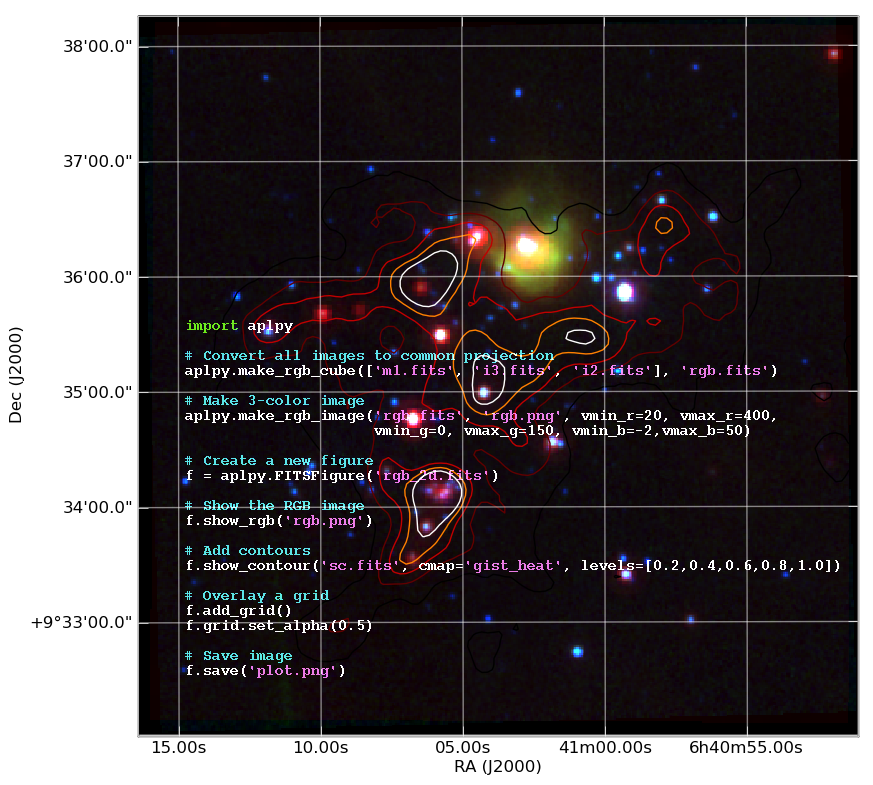 38'00.0"
37'00.0"
36'00.0"
35'00.0"
34'00.0"
+9°33'00.0"
Dec (J2000)
import aplpy
# Convert all images to common projection
aplpy.make_rgb_cube(['m1.fits', 'i3.fits', 'i2.fits'], 'rgb.fits')
# Make 3-color image
aplpy.make_rgb_image('rgb.fits', 'rgb.png', vmin_r=20, vmax_r=400,
vmin_g=0, vmax_g=150, vmin_b=-2,vmax_b=50)
# Create a new figure
f = aplpy.FITSFigure('rgb_2d.fits')
# Show the RGB image
f.show_rgb('rgb.png')
# Add contours
f.show_contour('sc.fits', cmap='gist_heat', levels=[0.2,0.4,0.6,0.8,1.0])
# Overlay a grid
f.add_grid()
f.grid.set_alpha(0.5)
# Save image
f.save('plot.png')
15.00s 10.00s 05.00s 41m00.00s 6h40m55.00s
RA (J2000)